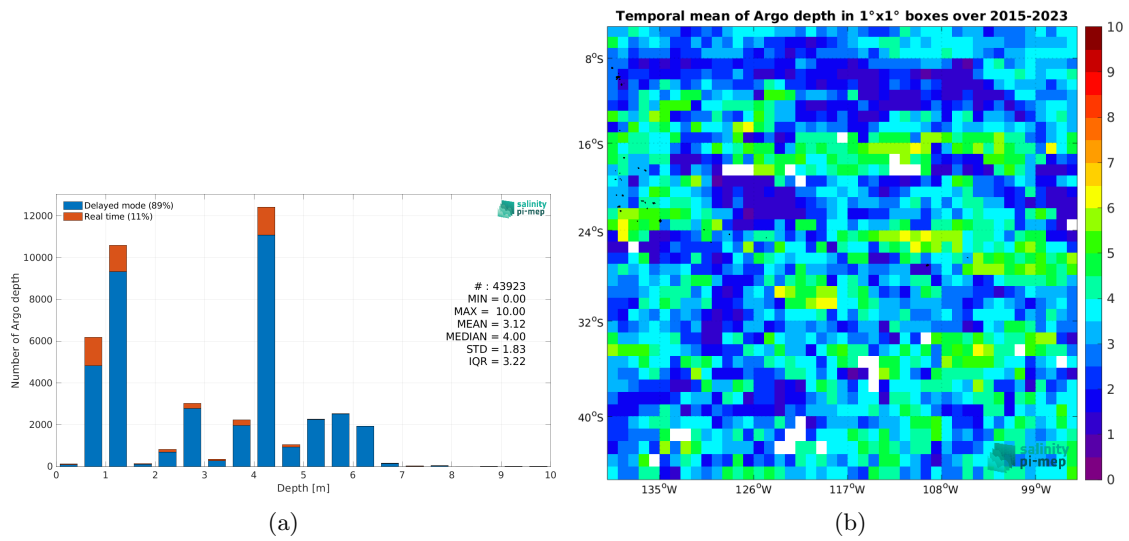 Delayed mode (89%)
Real time (11%)
salinity
pi-mep
12000
10000
8000
6000
4000
2000
0
Number of Argo depth
# : 43923
MIN = 0.00
MAX = 10.00
MEAN = 3.12
MEDIAN = 4.00
STD = 1.83
IQR = 3.22
0 1 2 3 4 5 6 7 8 9 10
Depth [m]
(a)
Temporal mean of Argo depth in 1°x1° boxes over 2015-2023
8°S
16°S
24°S
32°S
40°S
135°W 126°W 117°W 108°W 99°W
salinity
pi-mep
10
9
8
7
6
5
4
3
2
1
0
(b)